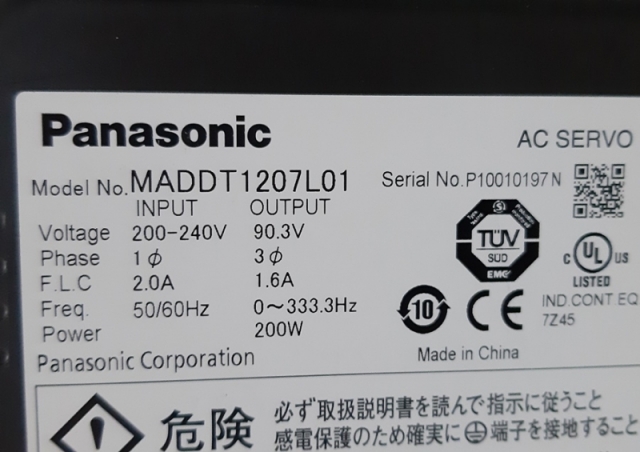 Panasonic
AC SERVO
Model No. MADDT1207L01
Serial No. P10010197N
INPUT OUTPUT
Voltage 200-240V 90.3V
Phase 1ϕ 3ϕ
F.L.C 2.0A 1.6A
Freq. 50/60Hz 0～333.3Hz
Power 200W
TÜV
SÜD
EMC
C UL US
LISTED
IND.CONT.EQ
7Z45
10
CE
Panasonic Corporation
Made in China
危険
必ず取扱説明書を読んで指示に従うこと
感電保護のため確実に⏚端子を接地すること